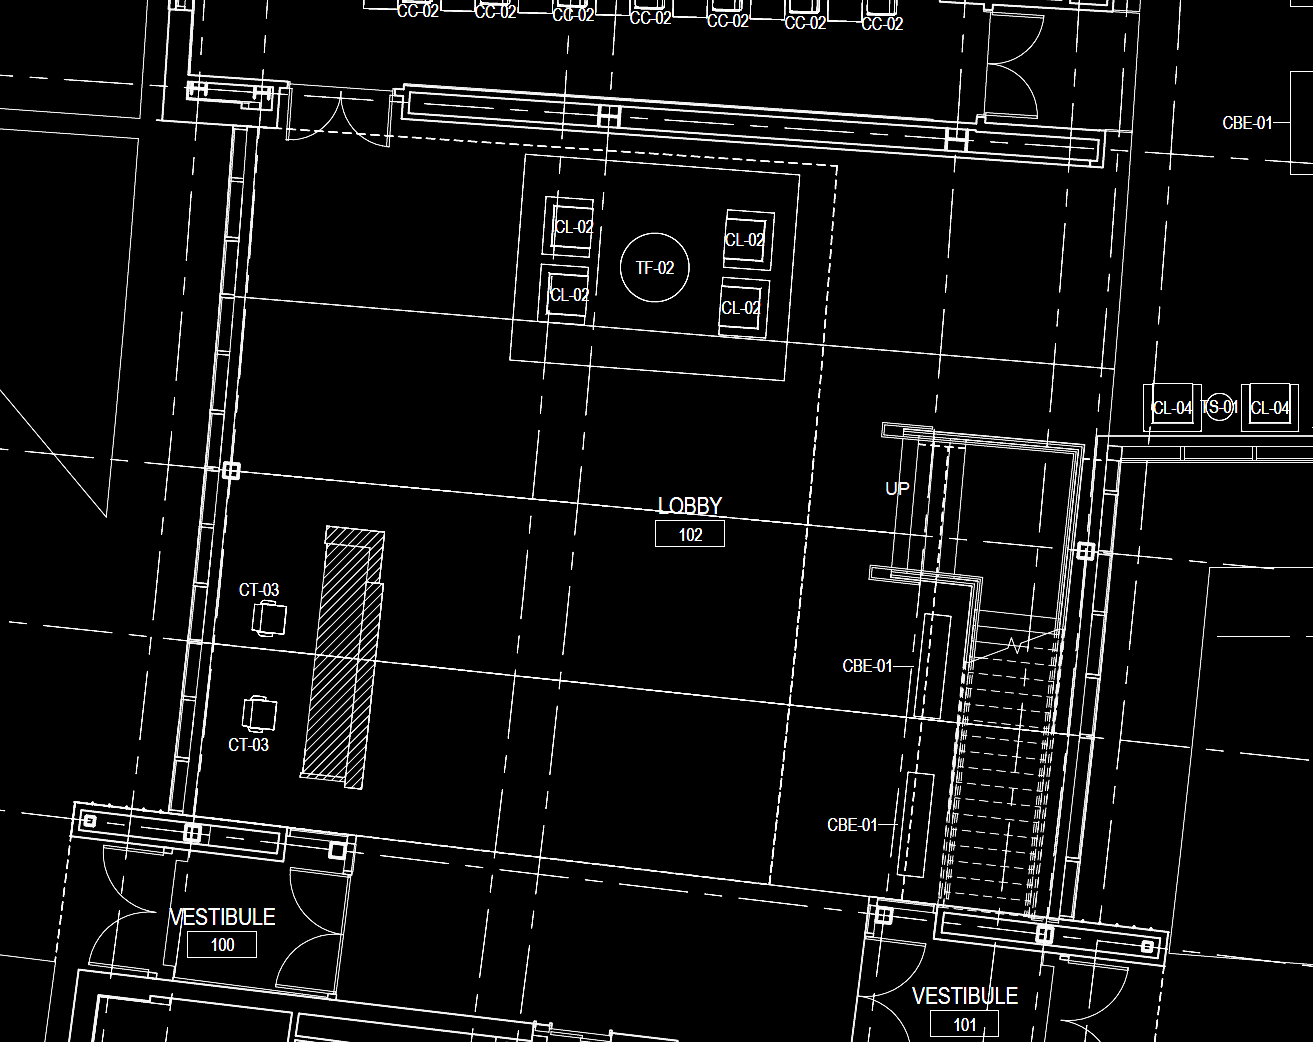 CC-02 CC-02 CC-02 CC-02 CC-02 CC-02 CC-02
CBE-01
CL-02 CL-02
TF-02
CL-02 CL-02
CL-04 TS-01 CL-04
UP
LOBBY
102
CT-03
CBE-01
CT-03
CBE-01
VESTIBULE
100
VESTIBULE
101